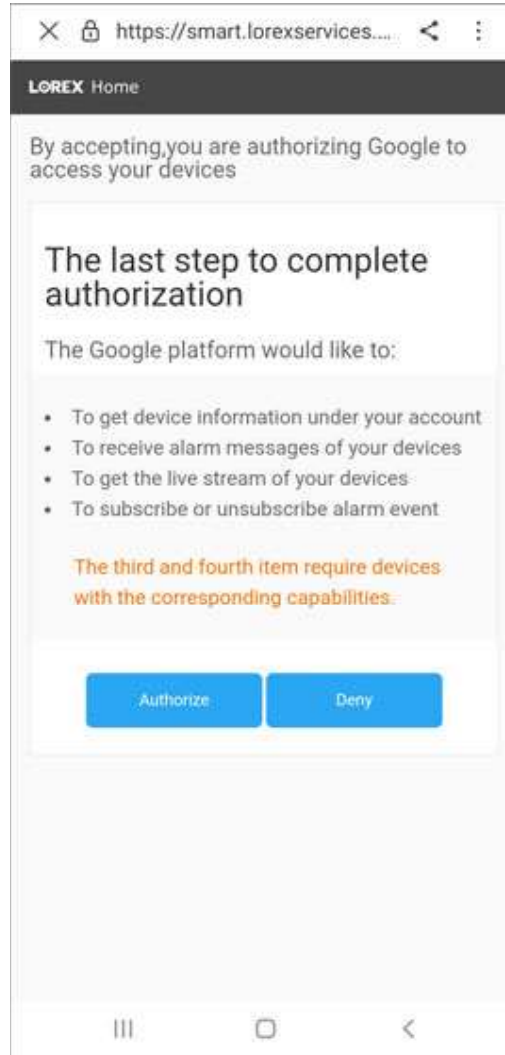 https://smart.lorexservices....
LOREX Home
By accepting,you are authorizing Google to
access your devices
The last step to complete
authorization
The Google platform would like to:
• To get device information under your account
• To receive alarm messages of your devices
• To get the live stream of your devices
• To subscribe or unsubscribe alarm event
The third and fourth item require devices
with the corresponding capabilities.
Authorize Deny